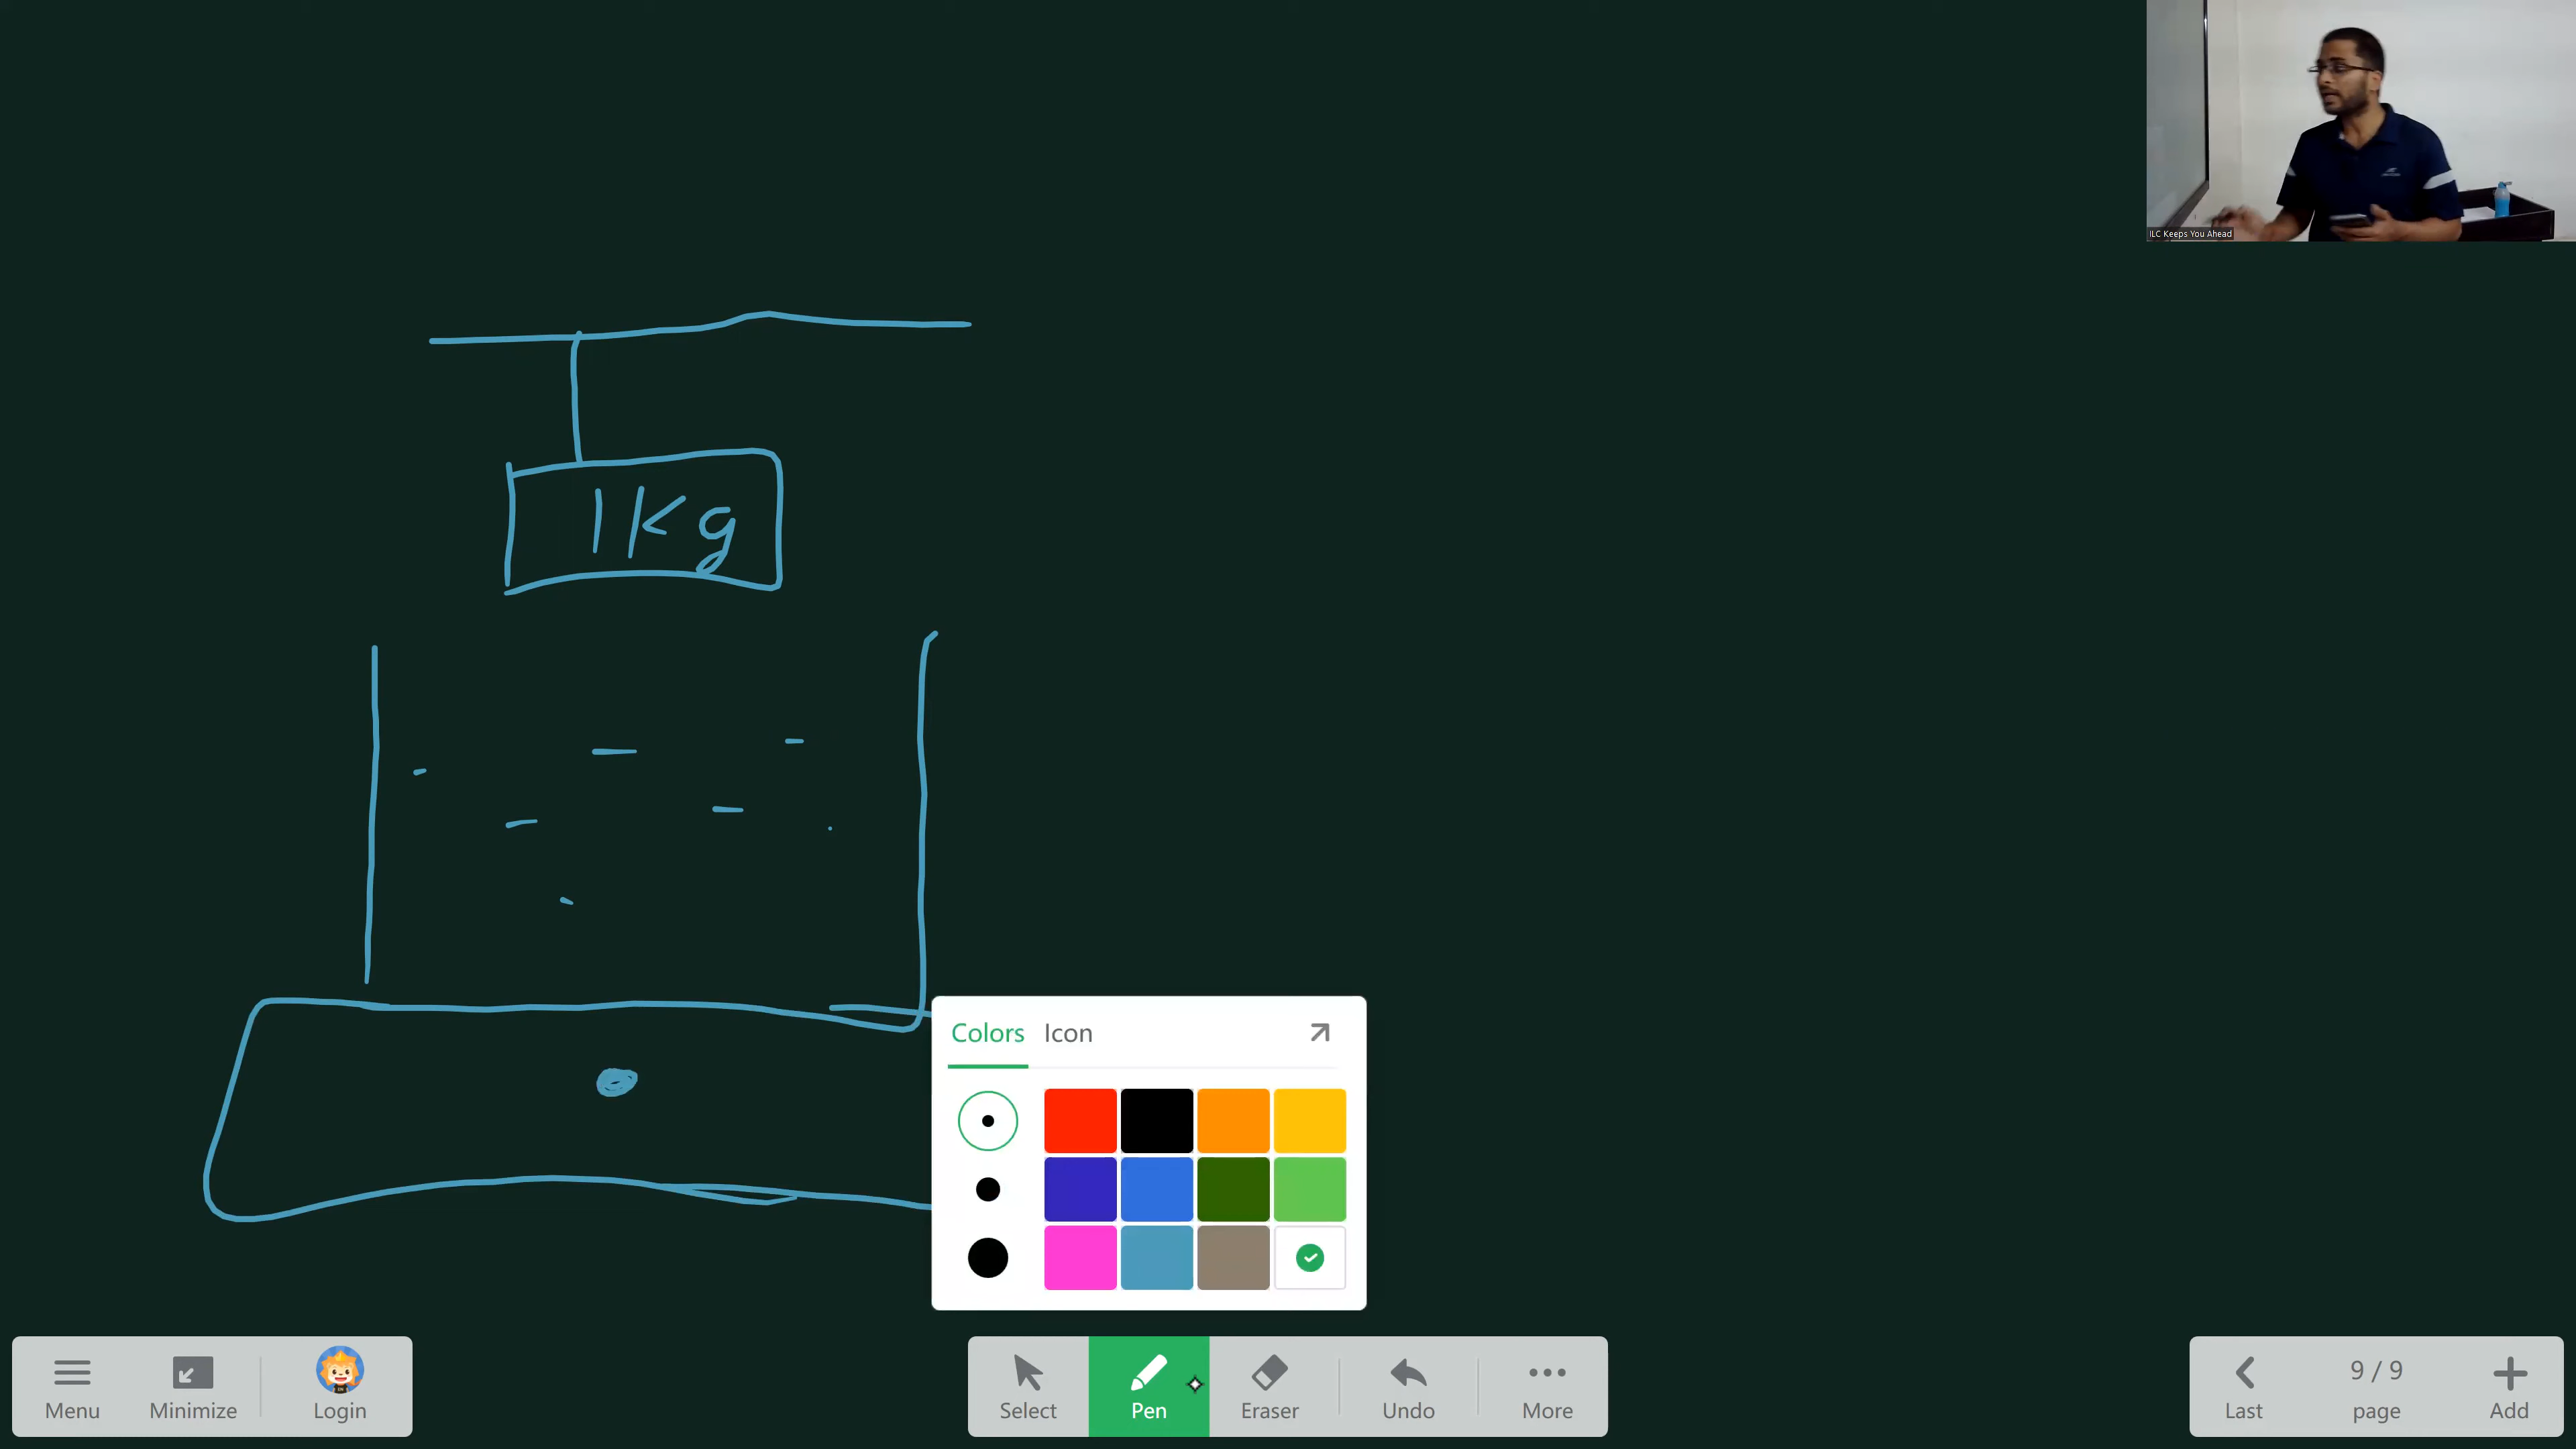 ILC Keeps You Ahead
1Kg
Colors Icon
Menu Minimize Login
Select Pen Eraser Undo More
9 / 9
Last page Add